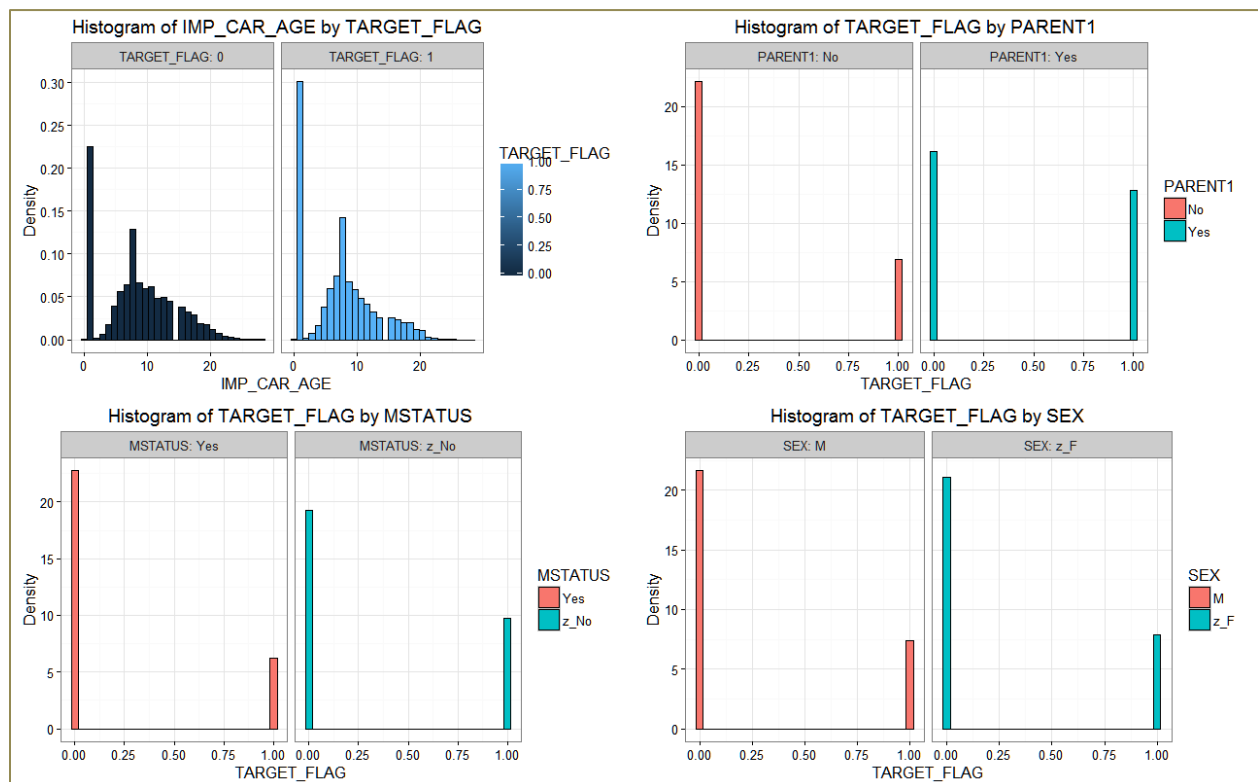 Histogram of IMP_CAR_AGE by TARGET_FLAG
TARGET_FLAG: 0
TARGET_FLAG: 1
0.30
0.25
0.20
0.15
0.10
0.05
0.00
Density
0
10
20
0
10
20
IMP_CAR_AGE
TARGET_FLAG
1.00
0.75
0.50
0.25
0.00
Histogram of TARGET_FLAG by PARENT1
PARENT1: No
PARENT1: Yes
20
15
10
5
0
Density
0.00
0.25
0.50
0.75
1.00
0.00
0.25
0.50
0.75
1.00
TARGET_FLAG
PARENT1
No
Yes
Histogram of TARGET_FLAG by MSTATUS
MSTATUS: Yes
MSTATUS: z_No
20
15
10
5
0
Density
0.00
0.25
0.50
0.75
1.00
0.00
0.25
0.50
0.75
1.00
TARGET_FLAG
MSTATUS
Yes
z_No
Histogram of TARGET_FLAG by SEX
SEX: M
SEX: z_F
20
15
10
5
0
Density
0.00
0.25
0.50
0.75
1.00
0.00
0.25
0.50
0.75
1.00
TARGET_FLAG
SEX
M
z_F